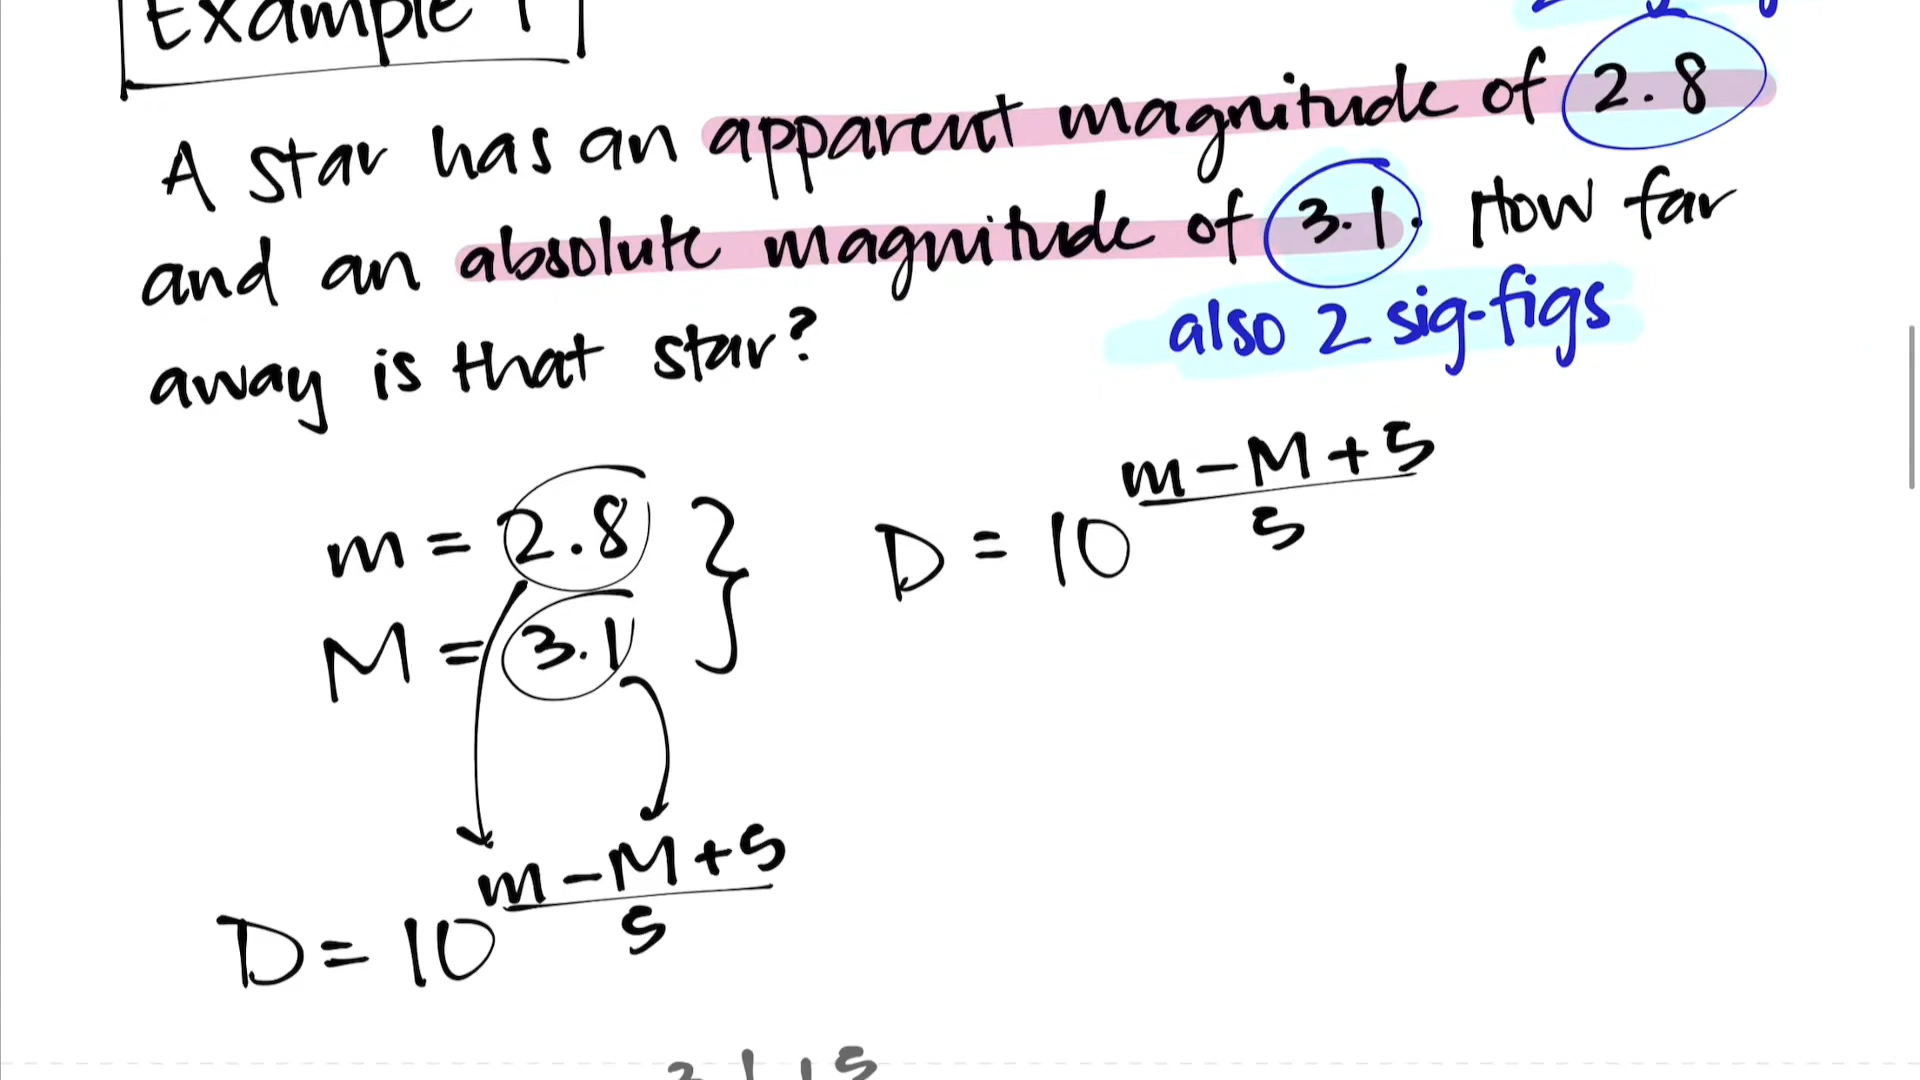 Example 1
A star has an apparent magnitude of 2.8
and an absolute magnitude of 3.1. How far
also 2 sig-figs
away is that star?
m = 2.8
M = 3.1
D = 10^(m-M+5)/5
D = 10^(m-M+5)/5